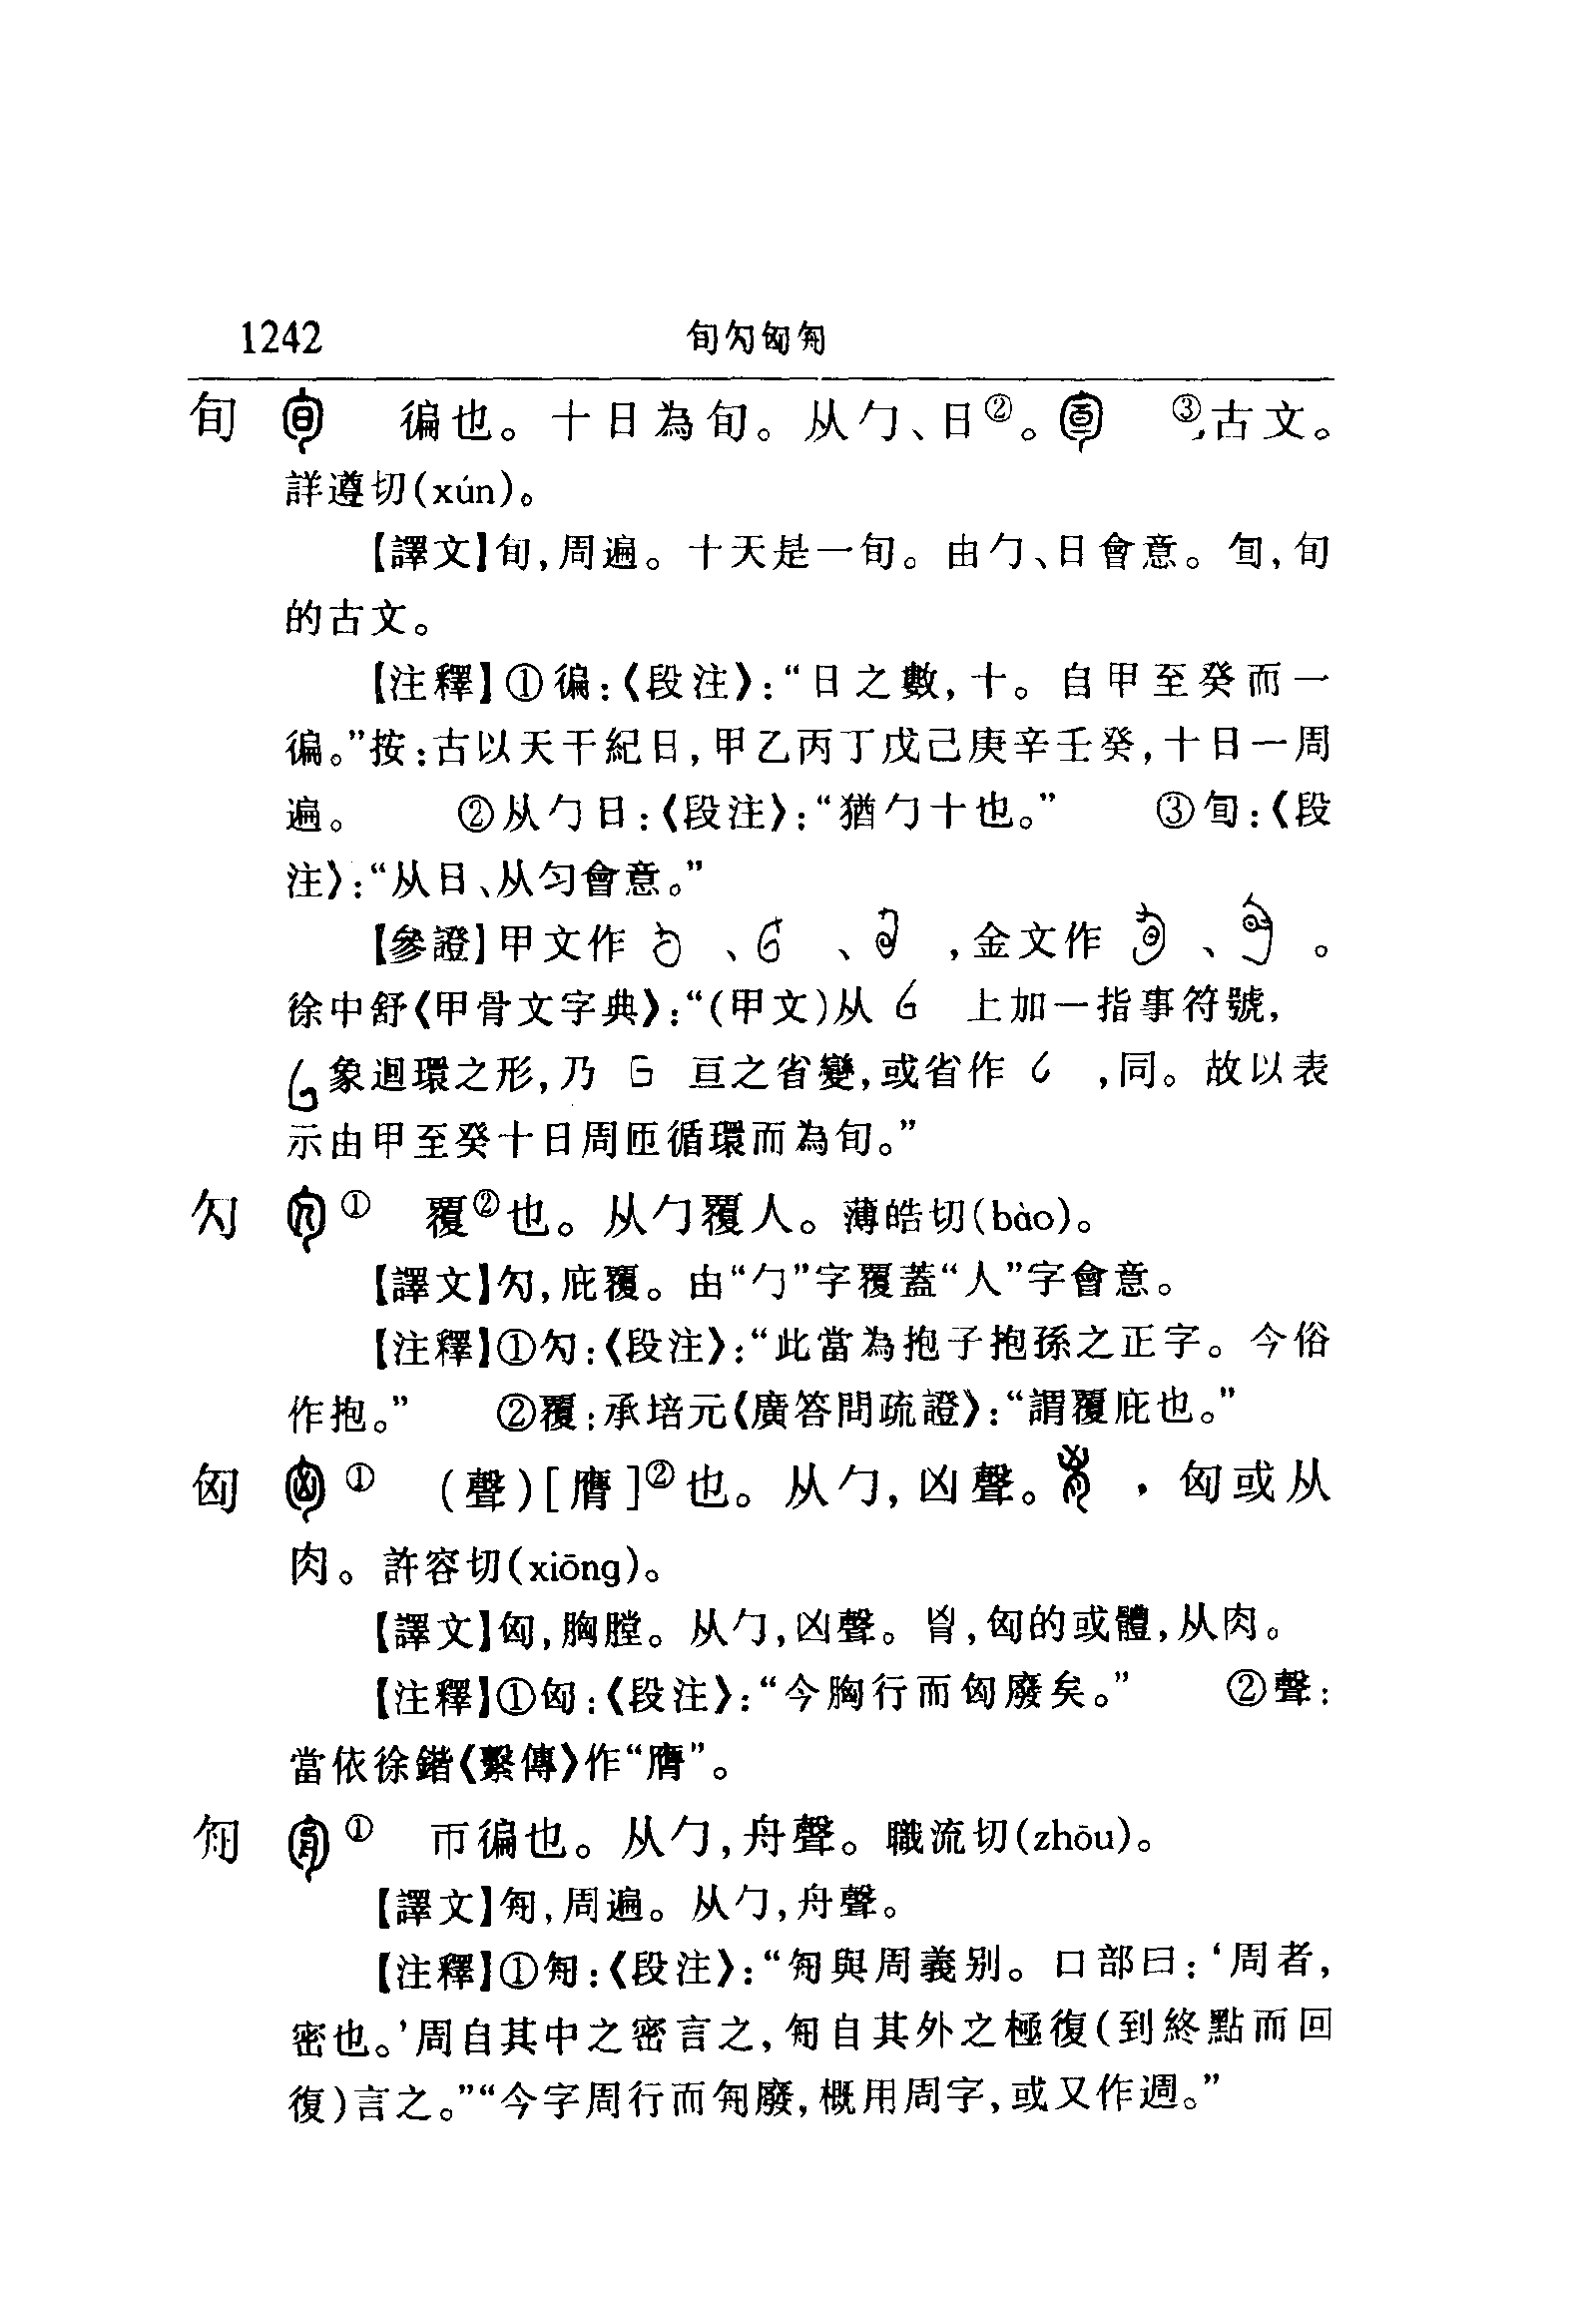 1242 旬勽匈匊
旬 徧也。十日為旬。从勹、日②。③,古文。
詳遵切(xún)。
【譯文】旬,周遍。十天是一旬。由勹、日會意。旬,旬
的古文。
【注釋】①徧:《段注》:“日之數,十。自甲至癸而一
徧。”按:古以天干紀日,甲乙丙丁戊己庚辛壬癸,十日一周
遍。 ②从勹日:《段注》:“猶勹十也。” ③:《段
注》:“从日、从勻會意。”
【參證】甲文作 、 、 ,金文作 、 。
徐中舒《甲骨文字典》:“(甲文)从 上加一指事符號,
象迴環之形,乃 亘之省變,或省作 ,同。故以表
示由甲至癸十日周匝循環而為旬。”
勽 ① 覆②也。从勹覆人。薄皓切(bào)。
【譯文】勽,庇覆。由“勹”字覆蓋“人”字會意。
【注釋】①勽:《段注》:“此當為抱子抱孫之正字。今俗
作抱。” ②覆:承培元《廣答問疏證》:“謂覆庇也。”
匈 ① (聲)[膺]②也。从勹,凶聲。 ,匈或从
肉。許容切(xiōng)。
【譯文】匈,胸膛。从勹,凶聲。胷,匈的或體,从肉。
【注釋】①匈:《段注》:“今胸行而匈廢矣。” ②聲:
當依徐鍇《繫傳》作“膺”。
匊 ① 帀徧也。从勹,舟聲。職流切(zhōu)。
【譯文】,周遍。从勹,舟聲。
【注釋】①:《段注》:“與周義别。口部曰:‘周者,
密也。’周自其中之密言之,自其外之極復(到終點而回
復)言之。”“今字周行而廢,概用周字,或又作週。”